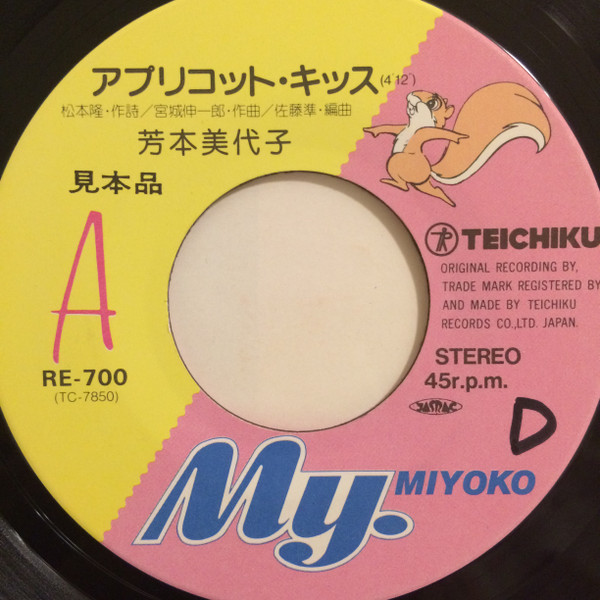 アプリコット・キッス(4'12")
松本隆・作詩/宮城伸一郎・作曲/佐藤準・編曲
芳本美代子
見本品
A
RE-700
(TC-7850)
TEICHIKU
ORIGINAL RECORDING BY,
TRADE MARK REGISTERED BY
AND MADE BY TEICHIKU
RECORDS CO.,LTD. JAPAN.
STEREO
45r.p.m.
JASRAC
D
My. MIYOKO